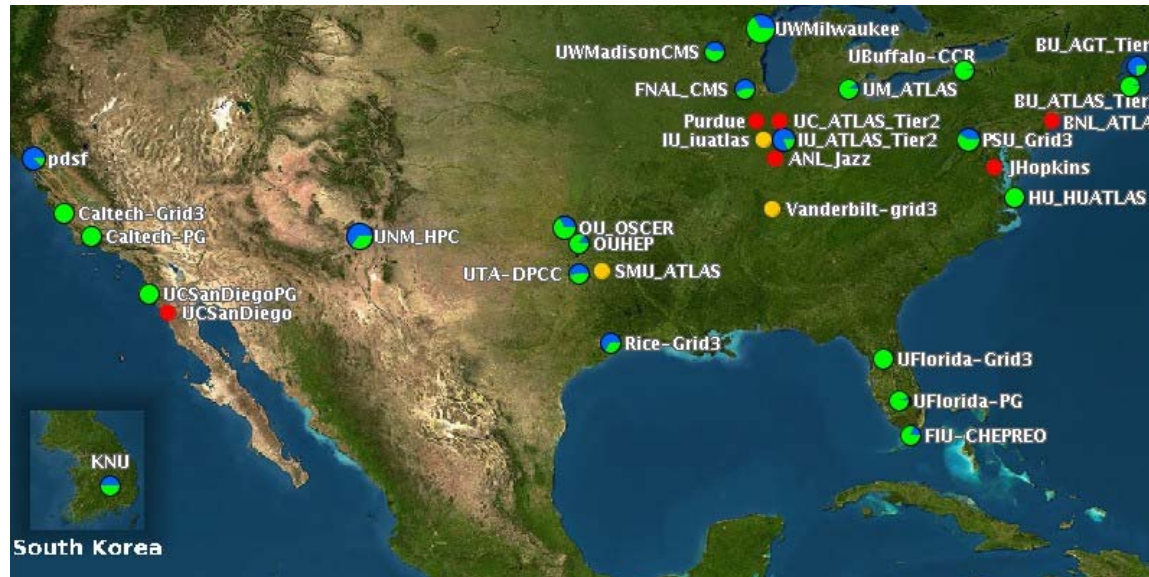 UWMilwaukee
UWMadisonCMS
UBuffalo-CCR
BU_AGT_Tier
FNAL_CMS
UM_ATLAS
BU_ATLAS_Tier
Purdue
UC_ATLAS_Tier2
BNL_ATLA
IU_iuatlas
IU_ATLAS_Tier2
PSU_Grid3
pdsf
ANL_Jazz
JHopkins
HU_HUATLAS
Caltech-Grid3
Vanderbilt-grid3
Caltech-PG
UNM_HPC
OU_OSCER
OUHEP
UTA-DPCC
SMU_ATLAS
UCSanDiegoPG
UCSanDiego
Rice-Grid3
UFlorida-Grid3
UFlorida-PG
FIU-CHEPREO
KNU
South Korea